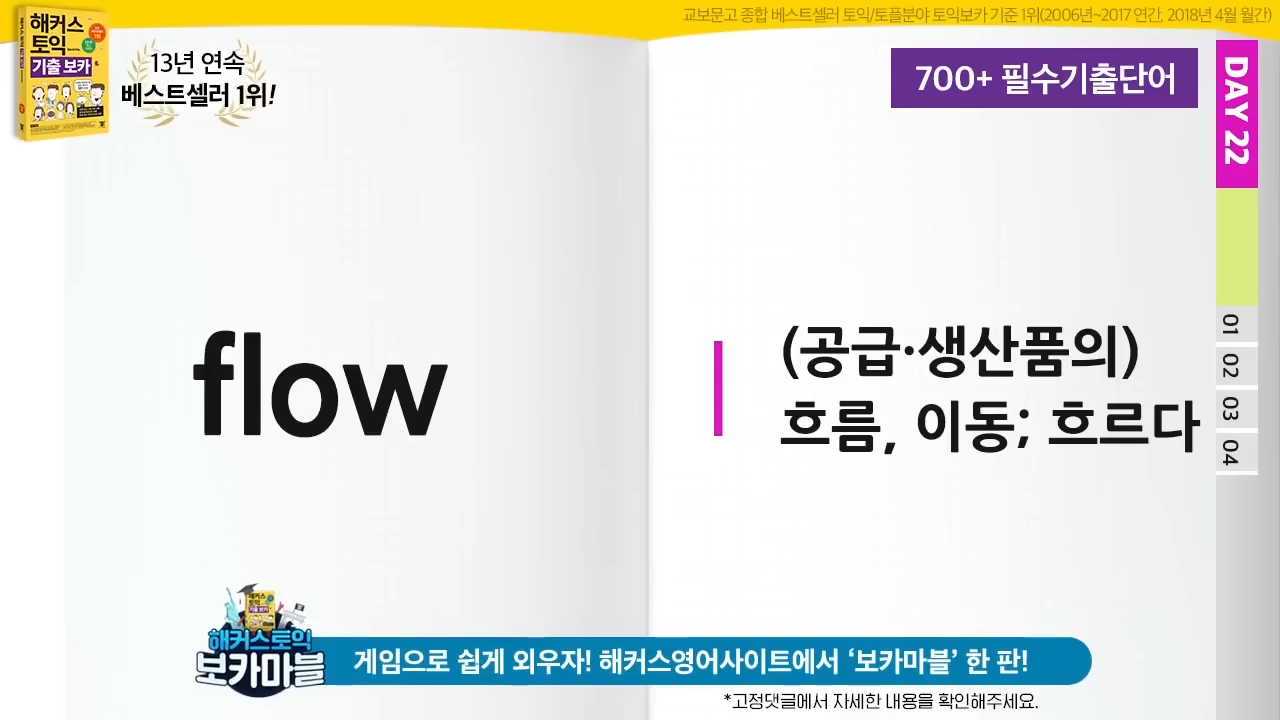 교보문고 종합 베스트셀러 토익/토플분야 토익보카 기준 1위(2006년~2017 연간, 2018년 4월 월간)
해커스
토익
기출 보카
13년 연속
베스트셀러 1위!
700+ 필수기출단어
DAY 22
01
02
03
04
flow
(공급·생산품의)
흐름, 이동; 흐르다
해커스토익
보카마블
게임으로 쉽게 외우자! 해커스영어사이트에서 ‘보카마블’ 한 판!
*고정댓글에서 자세한 내용을 확인해주세요.